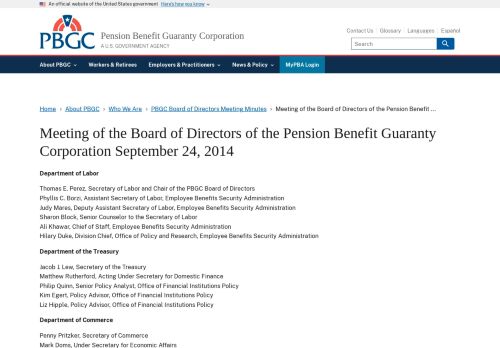 An official website of the United States government Here's how you know
PBGC
Pension Benefit Guaranty Corporation
A U.S. GOVERNMENT AGENCY
Contact Us Glossary Languages Español
Search
About PBGC Workers & Retirees Employers & Practitioners News & Policy MyPBA Login
Home › About PBGC › Who We Are › PBGC Board of Directors Meeting Minutes › Meeting of the Board of Directors of the Pension Benefit ...
Meeting of the Board of Directors of the Pension Benefit Guaranty
Corporation September 24, 2014
Department of Labor
Thomas E. Perez, Secretary of Labor and Chair of the PBGC Board of Directors
Phyllis C. Borzi, Assistant Secretary of Labor, Employee Benefits Security Administration
Judy Mares, Deputy Assistant Secretary of Labor, Employee Benefits Security Administration
Sharon Block, Senior Counselor to the Secretary of Labor
Ali Khawar, Chief of Staff, Employee Benefits Security Administration
Hilary Duke, Division Chief, Office of Policy and Research, Employee Benefits Security Administration
Department of the Treasury
Jacob J. Lew, Secretary of the Treasury
Matthew Rutherford, Acting Under Secretary for Domestic Finance
Philip Quinn, Senior Policy Analyst, Office of Financial Institutions Policy
Kim Egert, Policy Advisor, Office of Financial Institutions Policy
Liz Hipple, Policy Advisor, Office of Financial Institutions Policy
Department of Commerce
Penny Pritzker, Secretary of Commerce
Mark Doms, Under Secretary for Economic Affairs